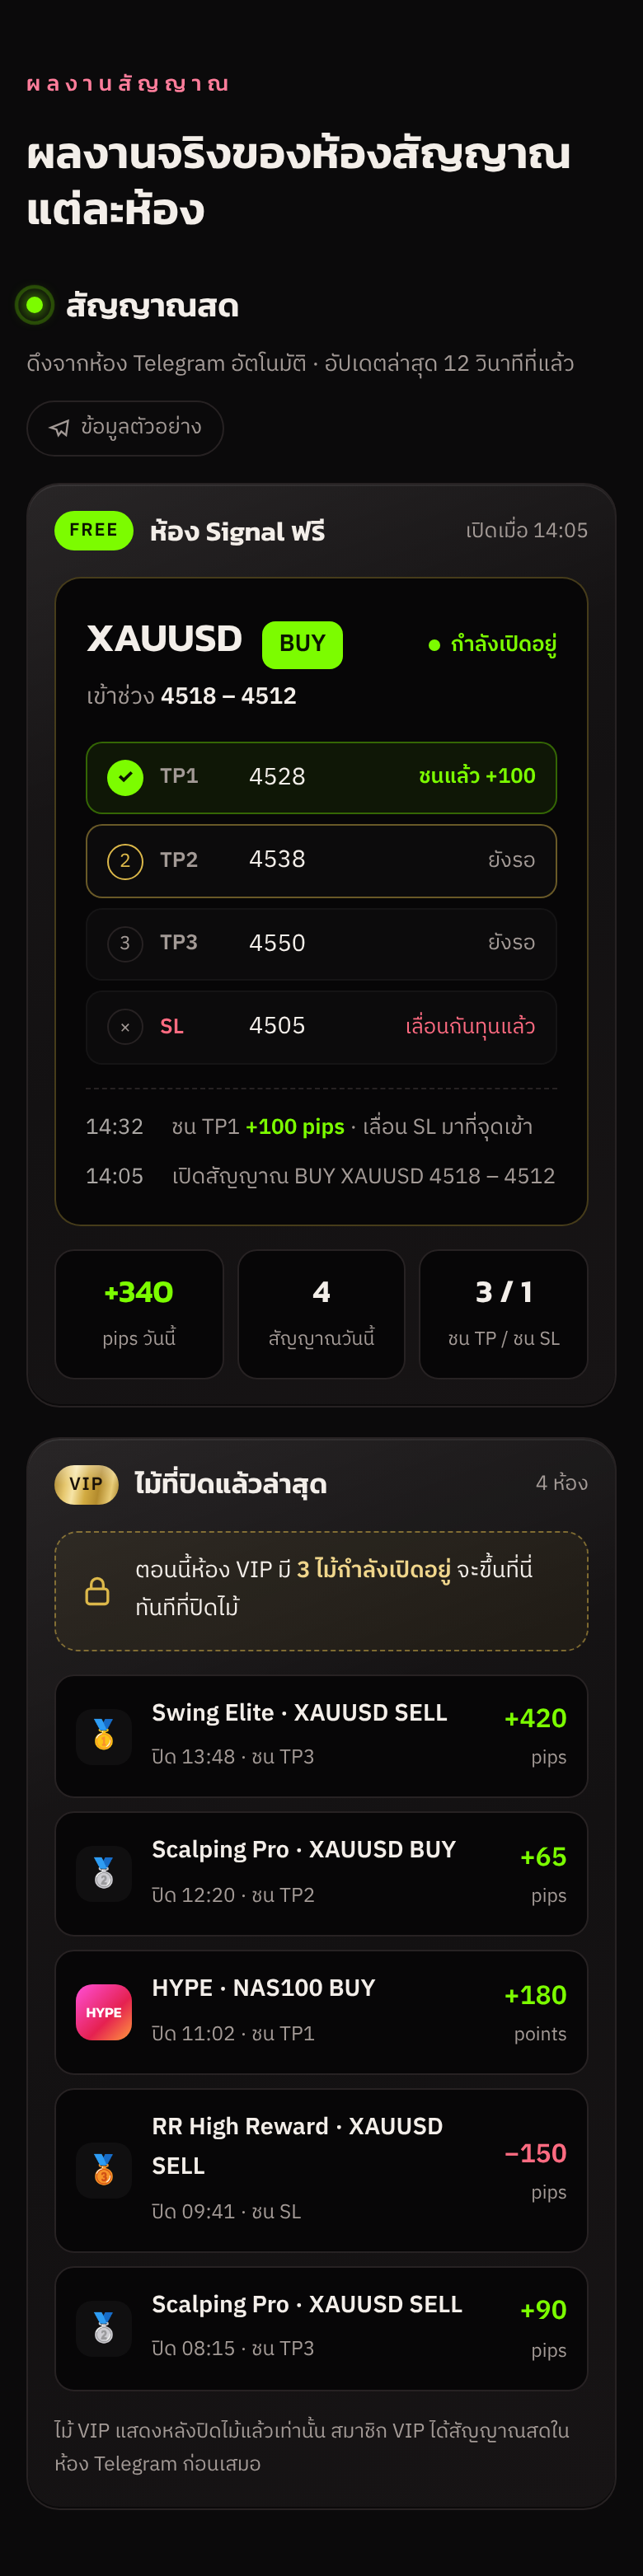 ผลงานสัญญาณ
ผลงานจริงของห้องสัญญาณ
แต่ละห้อง
สัญญาณสด
ดึงจากห้อง Telegram อัตโนมัติ · อัปเดตล่าสุด 12 วินาทีที่แล้ว
ข้อมูลตัวอย่าง
FREE ห้อง Signal ฟรี เปิดเมื่อ 14:05
XAUUSD BUY กำลังเปิดอยู่
เข้าช่วง 4518 – 4512
TP1 4528 ชนแล้ว +100
2 TP2 4538 ยังรอ
3 TP3 4550 ยังรอ
× SL 4505 เลื่อนกันทุนแล้ว
14:32 ชน TP1 +100 pips · เลื่อน SL มาที่จุดเข้า
14:05 เปิดสัญญาณ BUY XAUUSD 4518 – 4512
+340 4 3 / 1
pips วันนี้ สัญญาณวันนี้ ชน TP / ชน SL
VIP ไม้ที่ปิดแล้วล่าสุด 4 ห้อง
ตอนนี้ห้อง VIP มี 3 ไม้กำลังเปิดอยู่ จะขึ้นที่นี่
ทันทีที่ปิดไม้
Swing Elite · XAUUSD SELL +420
ปิด 13:48 · ชน TP3 pips
Scalping Pro · XAUUSD BUY +65
ปิด 12:20 · ชน TP2 pips
HYPE HYPE · NAS100 BUY +180
ปิด 11:02 · ชน TP1 points
RR High Reward · XAUUSD
SELL −150
ปิด 09:41 · ชน SL pips
Scalping Pro · XAUUSD SELL +90
ปิด 08:15 · ชน TP3 pips
ไม้ VIP แสดงหลังปิดไม้แล้วเท่านั้น สมาชิก VIP ได้สัญญาณสดใน
ห้อง Telegram ก่อนเสมอ